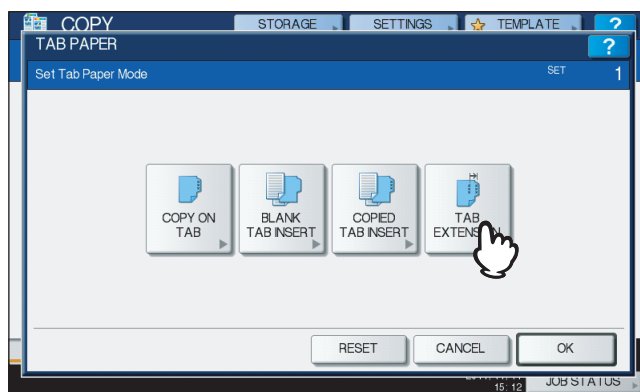 COPY STORAGE SETTINGS TEMPLATE ?
TAB PAPER ?
Set Tab Paper Mode SET 1
COPY ON
TAB
BLANK
TAB INSERT
COPIED
TAB INSERT
TAB
RESET CANCEL OK
15: 12 JOB STATUS